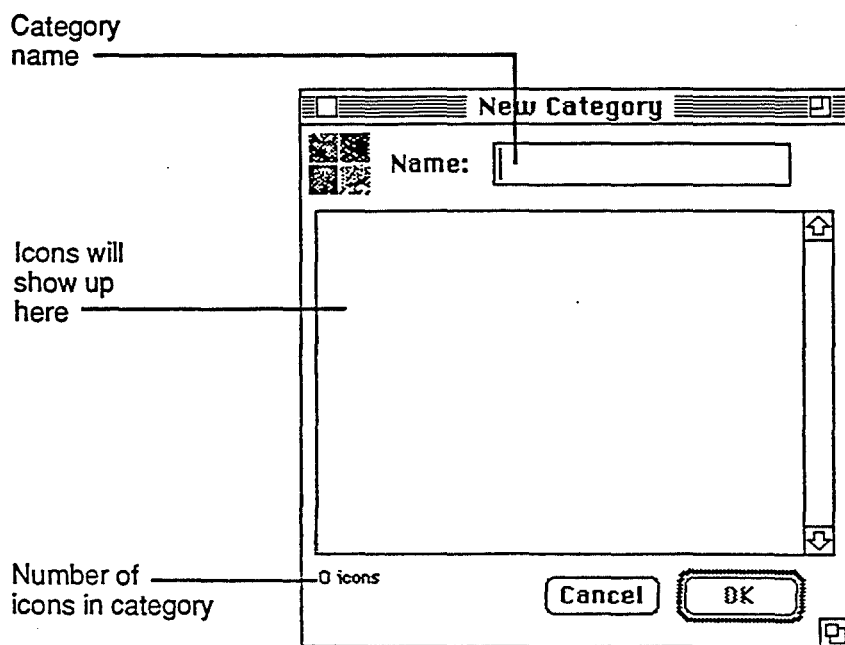 Category
name
New Category
Name:
Icons will
show up
here
Number of
icons in category
0 icons
Cancel
OK